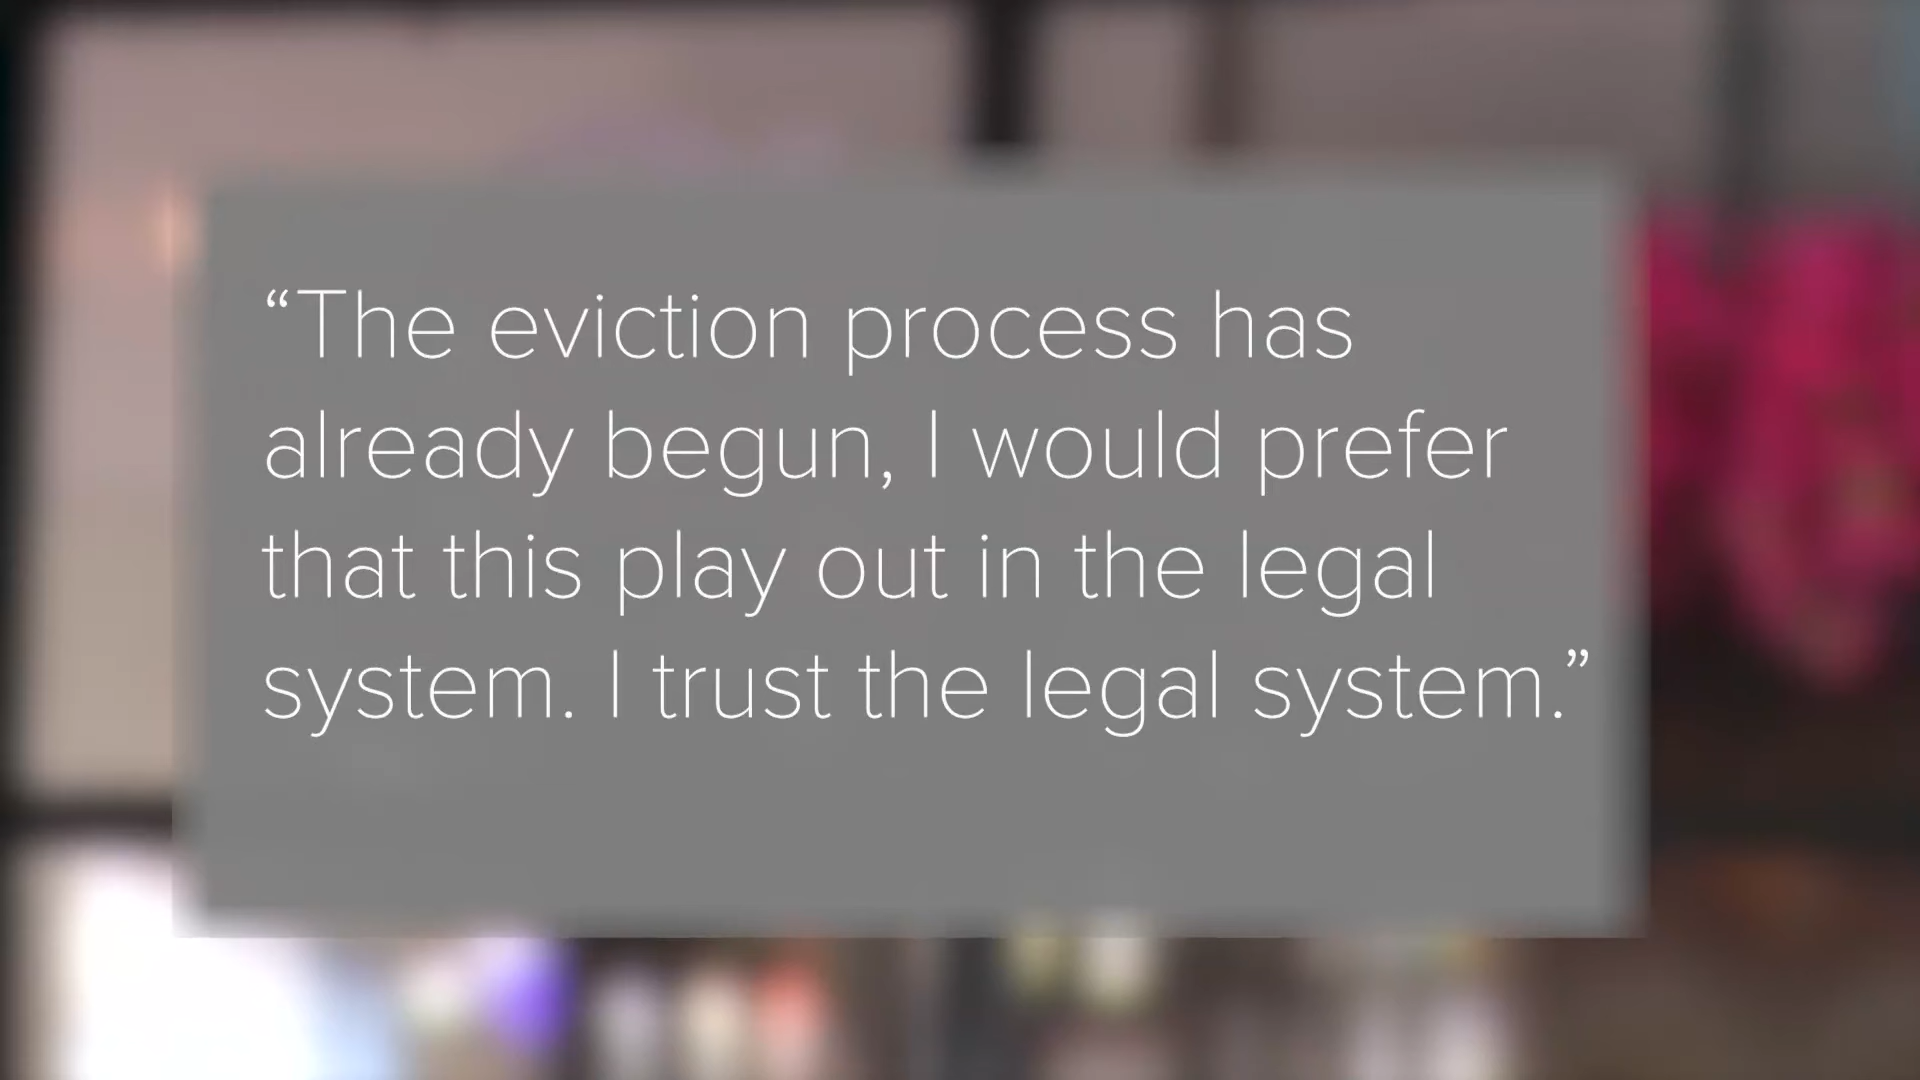 “The eviction process has
already begun, I would prefer
that this play out in the legal
system. I trust the legal system.”